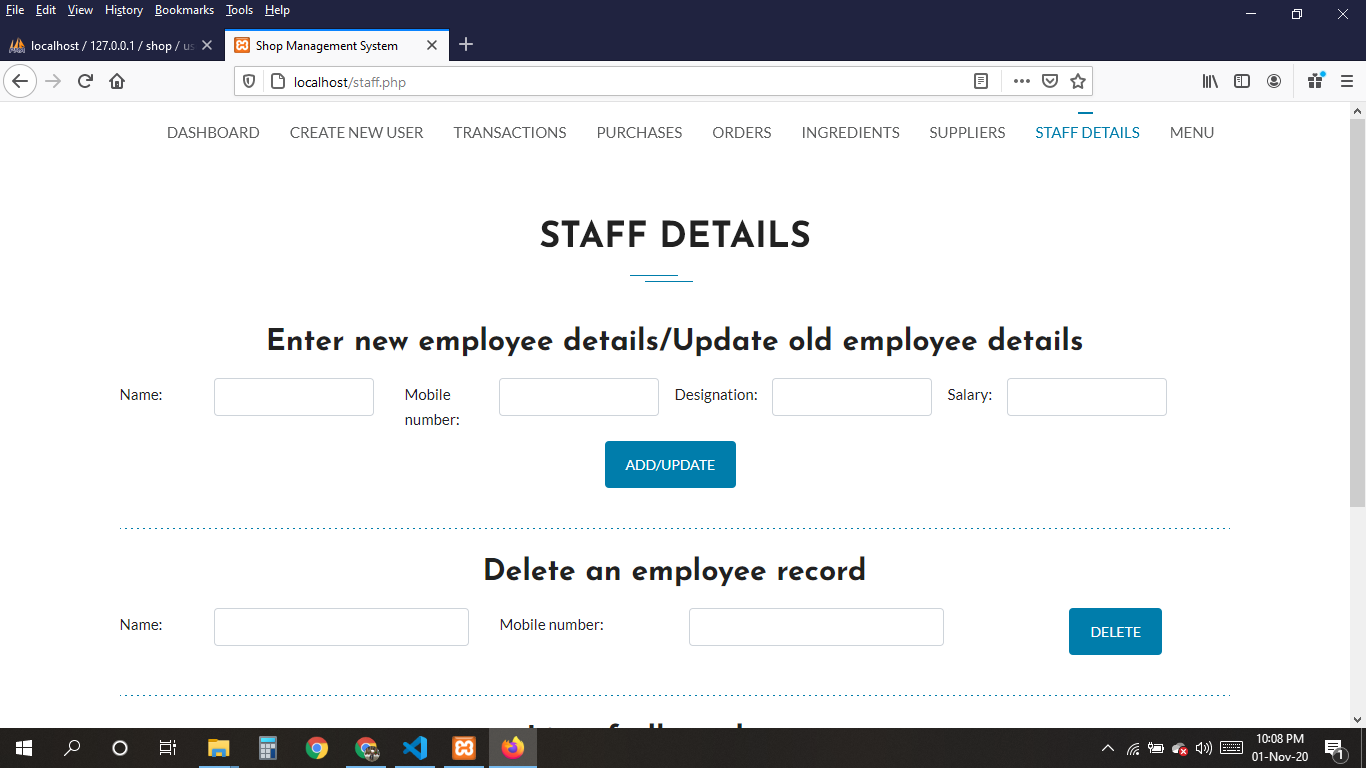 File Edit View History Bookmarks Tools Help
localhost / 127.0.0.1 / shop / us
Shop Management System
localhost/staff.php
DASHBOARD CREATE NEW USER TRANSACTIONS PURCHASES ORDERS INGREDIENTS SUPPLIERS STAFF DETAILS MENU
STAFF DETAILS
Enter new employee details/Update old employee details
Name: Mobile number: Designation: Salary:
ADD/UPDATE
Delete an employee record
Name: Mobile number: DELETE
10:08 PM
01-Nov-20
1